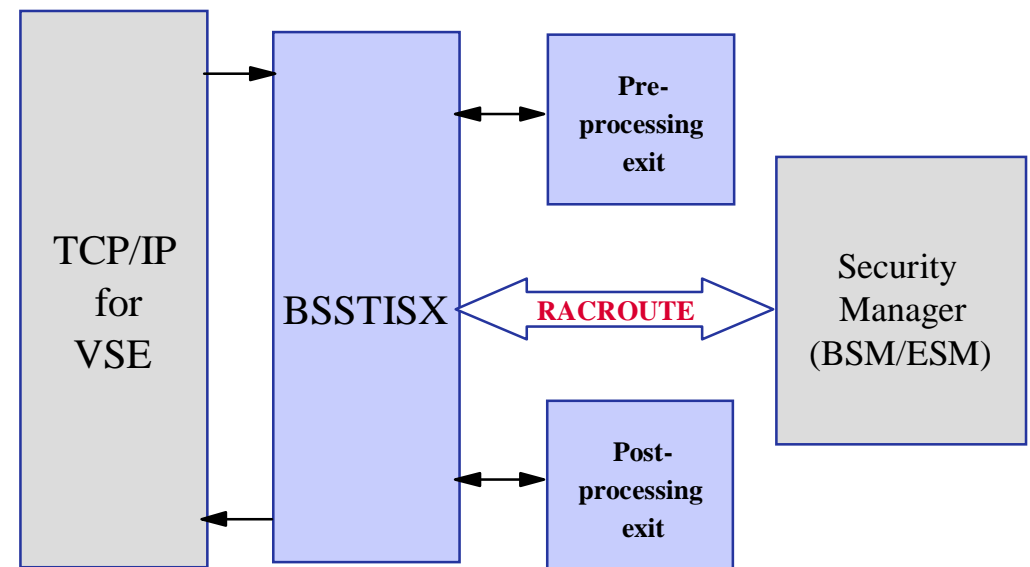 TCP/IP
for
VSE
BSSTISX
Pre-
processing
exit
RACROUTE
Security
Manager
(BSM/ESM)
Post-
processing
exit